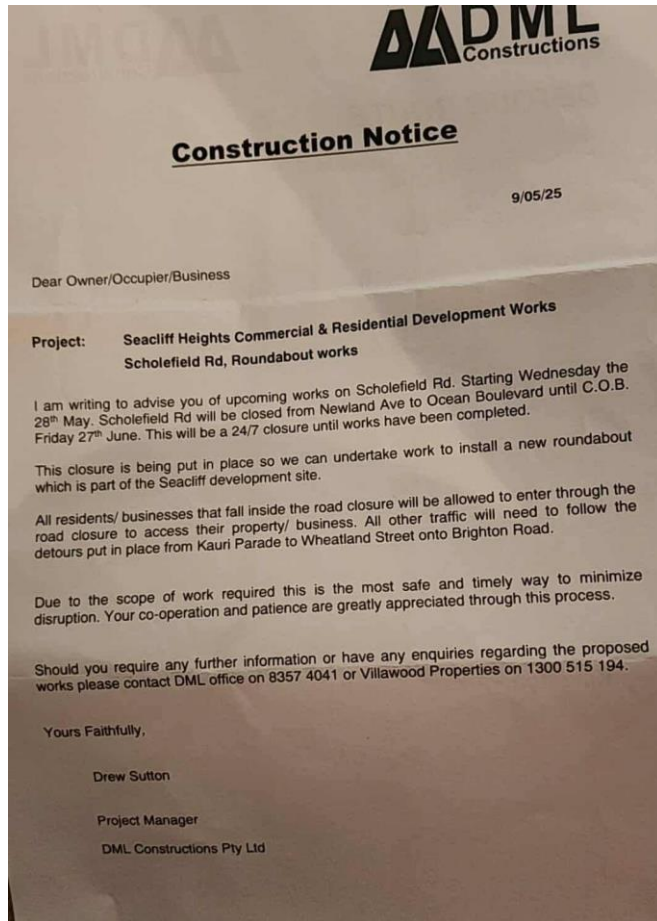 DML
Constructions
Construction Notice
9/05/25
Dear Owner/Occupier/Business
Project: Seacliff Heights Commercial & Residential Development Works
Scholefield Rd, Roundabout works
I am writing to advise you of upcoming works on Scholefield Rd. Starting Wednesday the
28th May. Scholefield Rd will be closed from Newland Ave to Ocean Boulevard until C.O.B.
Friday 27th June. This will be a 24/7 closure until works have been completed.
This closure is being put in place so we can undertake work to install a new roundabout
which is part of the Seacliff development site.
All residents/ businesses that fall inside the road closure will be allowed to enter through the
road closure to access their property/ business. All other traffic will need to follow the
detours put in place from Kauri Parade to Wheatland Street onto Brighton Road.
Due to the scope of work required this is the most safe and timely way to minimize
disruption. Your co-operation and patience are greatly appreciated through this process.
Should you require any further information or have any enquiries regarding the proposed
works please contact DML office on 8357 4041 or Villawood Properties on 1300 515 194.
Yours Faithfully,
Drew Sutton
Project Manager
DML Constructions Pty Ltd